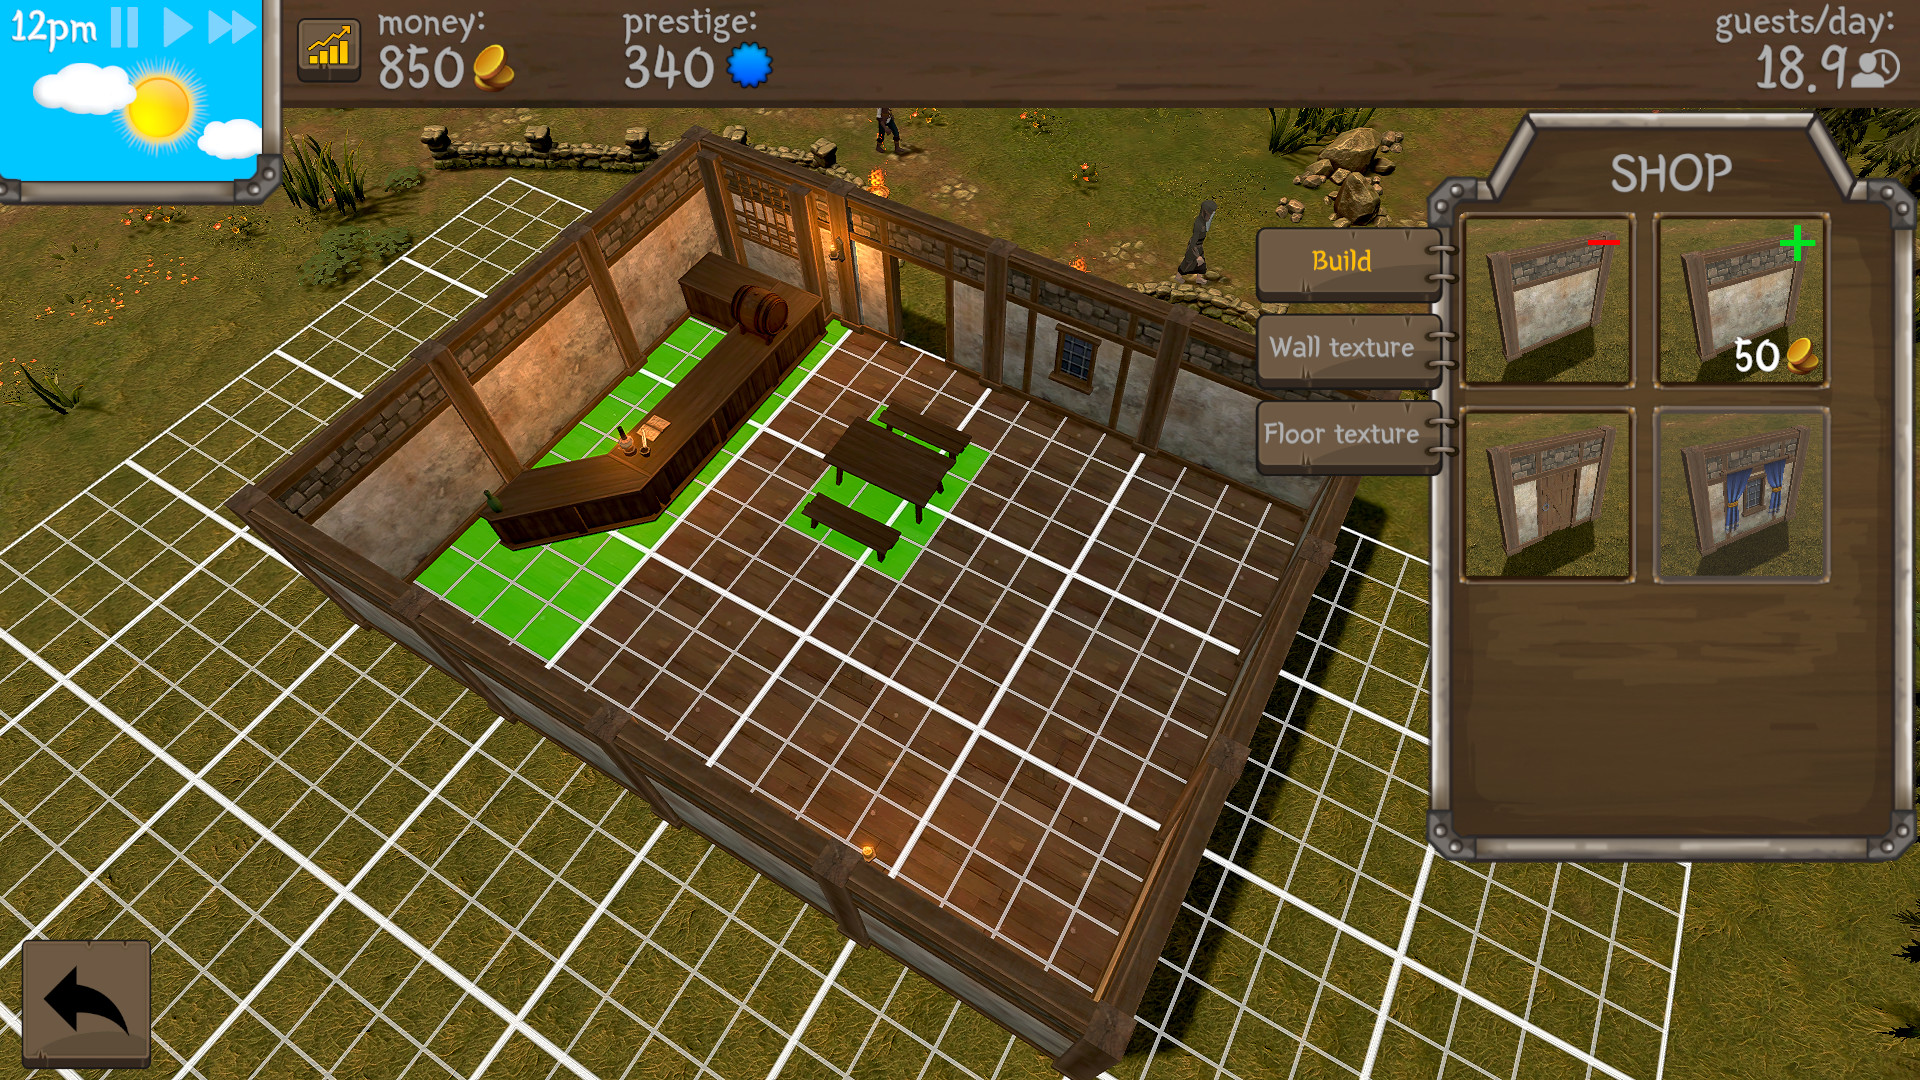 12pm
money:
850
prestige:
340
guests/day:
18.9
SHOP
Build
Wall texture
Floor texture
50